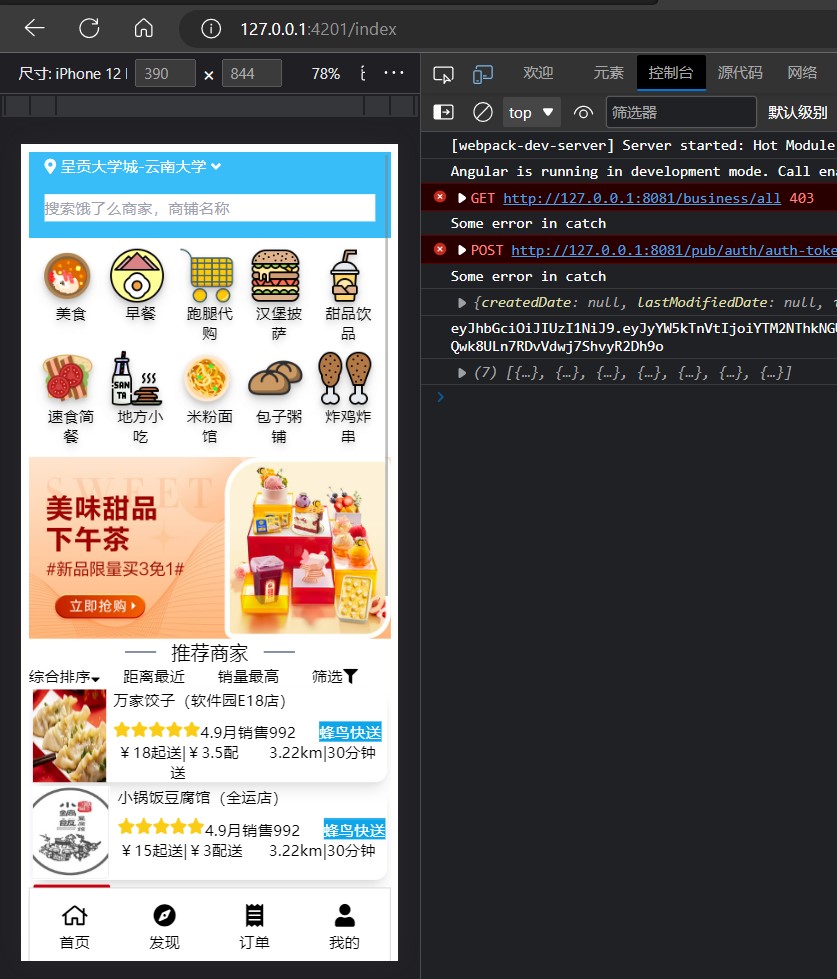 127.0.0.1:4201/index
尺寸: iPhone 12 390 × 844 78%
欢迎 元素 控制台 源代码 网络
top 筛选器 默认级别
[webpack-dev-server] Server started: Hot Module
Angular is running in development mode. Call ena
GET http://127.0.0.1:8081/business/all 403
Some error in catch
POST http://127.0.0.1:8081/pub/auth/auth-toke
Some error in catch
{createdDate: null, lastModifiedDate: null,
eyJhbGciOiJIUzI1NiJ9.eyJyYW5kTnVtIjoiYTM2NThkNGU
Qwk8ULn7RDvVdwj7ShvyR2Dh9o
(7) [{…}, {…}, {…}, {…}, {…}, {…}, {…}]
呈贡大学城-云南大学
搜索饿了么商家，商铺名称
美食 早餐 跑腿代 汉堡披 甜品饮
购 萨 品
速食简 地方小 米粉面 包子粥 炸鸡炸
餐 吃 馆 铺 串
SAN
TA
SWEET
美味甜品
下午茶
#新品限量买3免1#
立即抢购
推荐商家
综合排序 距离最近 销量最高 筛选
万家饺子（软件园E18店）
4.9月销售992 蜂鸟快送
￥18起送|￥3.5配 3.22km|30分钟
送
小锅饭豆腐馆（全运店）
4.9月销售992 蜂鸟快送
￥15起送|￥3配送 3.22km|30分钟
小鍋飯
首页 发现 订单 我的